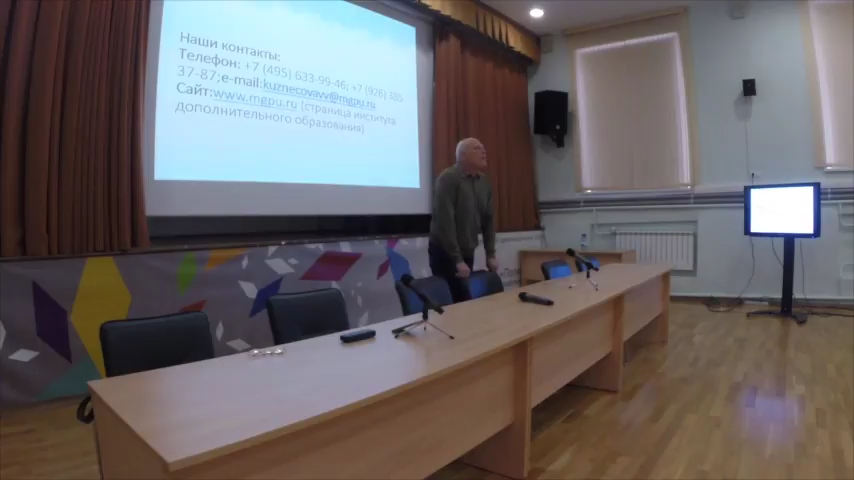 Наши контакты:
Телефон: +7 (495) 633-99-46; +7 (926) 385
37-87;e-mail:kuznecovavv@mgpu.ru
Сайт:www.mgpu.ru (страница института
дополнительного образования)